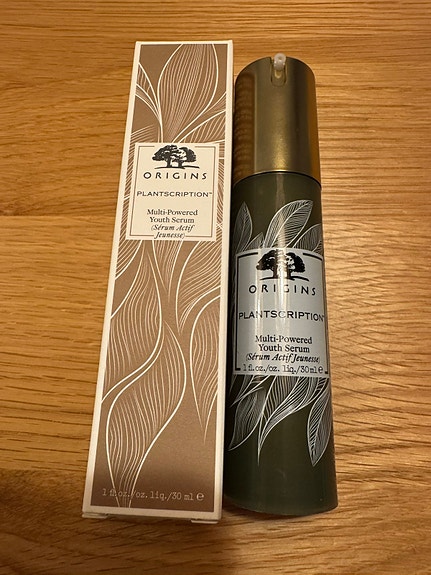 ORIGINS
PLANTSCRIPTION™
Multi-Powered
Youth Serum
(Sérum Actif
Jeunesse)
1 fl.oz./oz. liq./30 ml ℮
ORIGINS
PLANTSCRIPTION™
Multi-Powered
Youth Serum
(Sérum Actif Jeunesse)
1 fl.oz./oz. liq./30 ml ℮